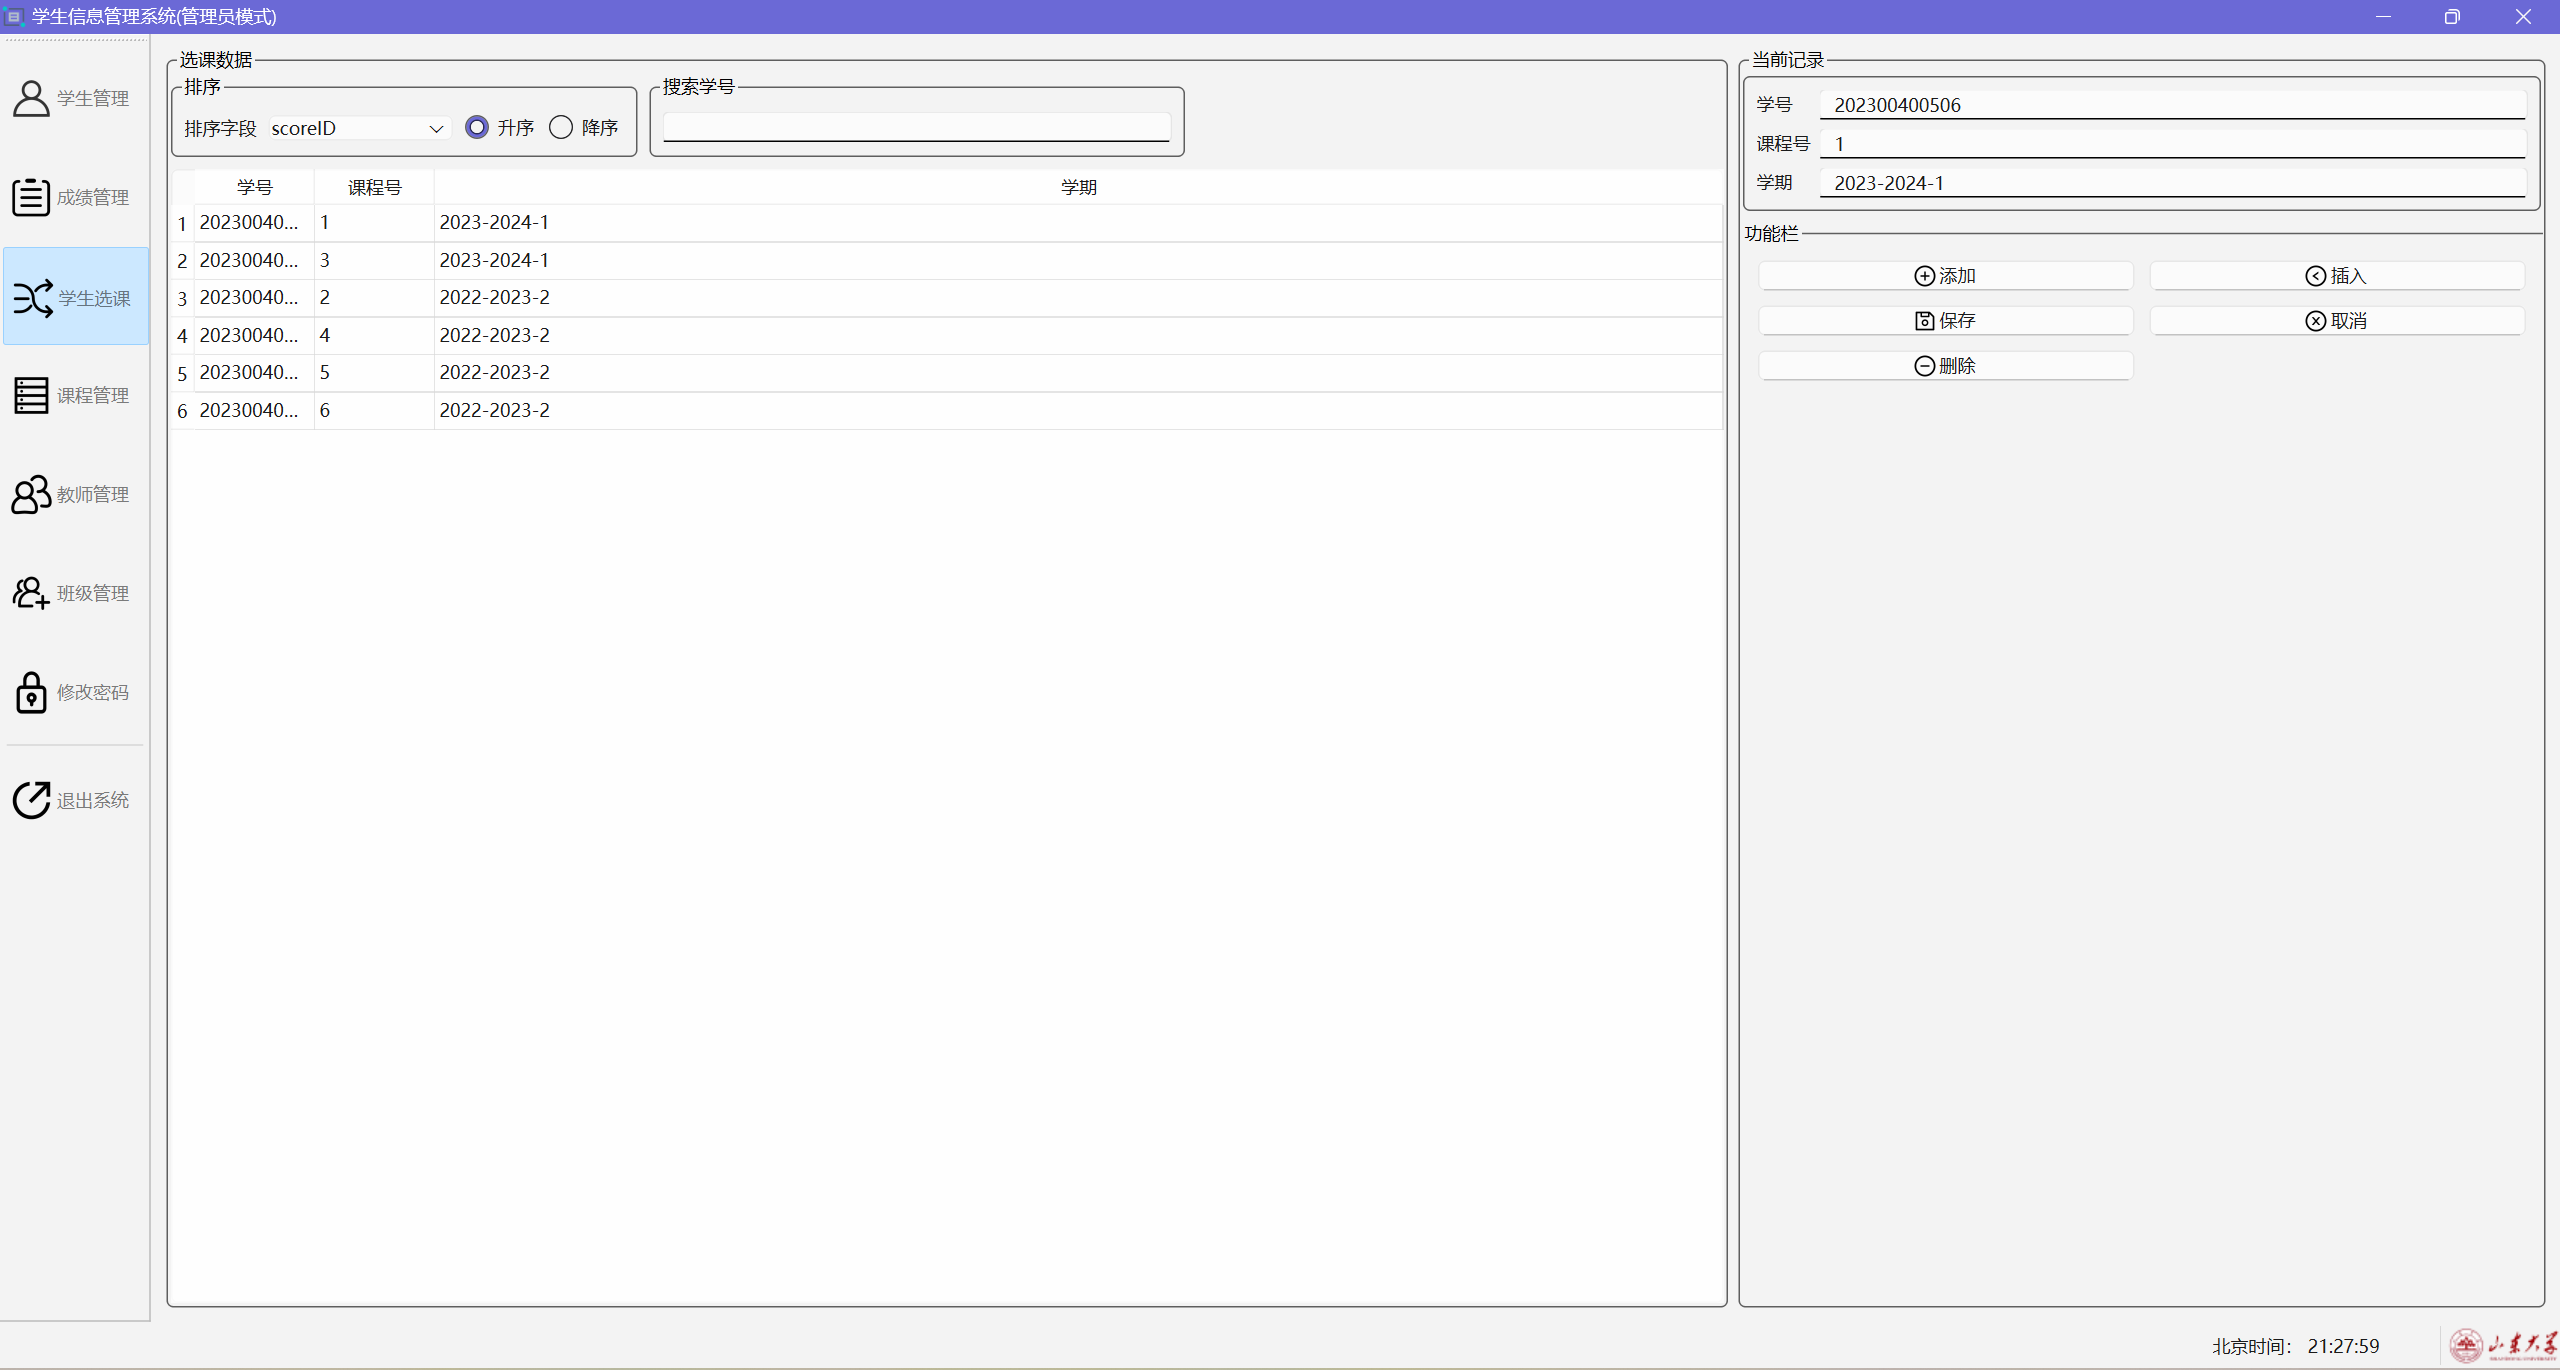 学生信息管理系统(管理员模式)
学生管理
成绩管理
学生选课
课程管理
教师管理
班级管理
修改密码
退出系统
选课数据
排序
排序字段 scoreID 升序 降序
搜索学号
学号 课程号 学期
1 20230040... 1 2023-2024-1
2 20230040... 3 2023-2024-1
3 20230040... 2 2022-2023-2
4 20230040... 4 2022-2023-2
5 20230040... 5 2022-2023-2
6 20230040... 6 2022-2023-2
当前记录
学号 202300400506
课程号 1
学期 2023-2024-1
功能栏
添加 插入
保存 取消
删除
北京时间： 21:27:59
山东大学